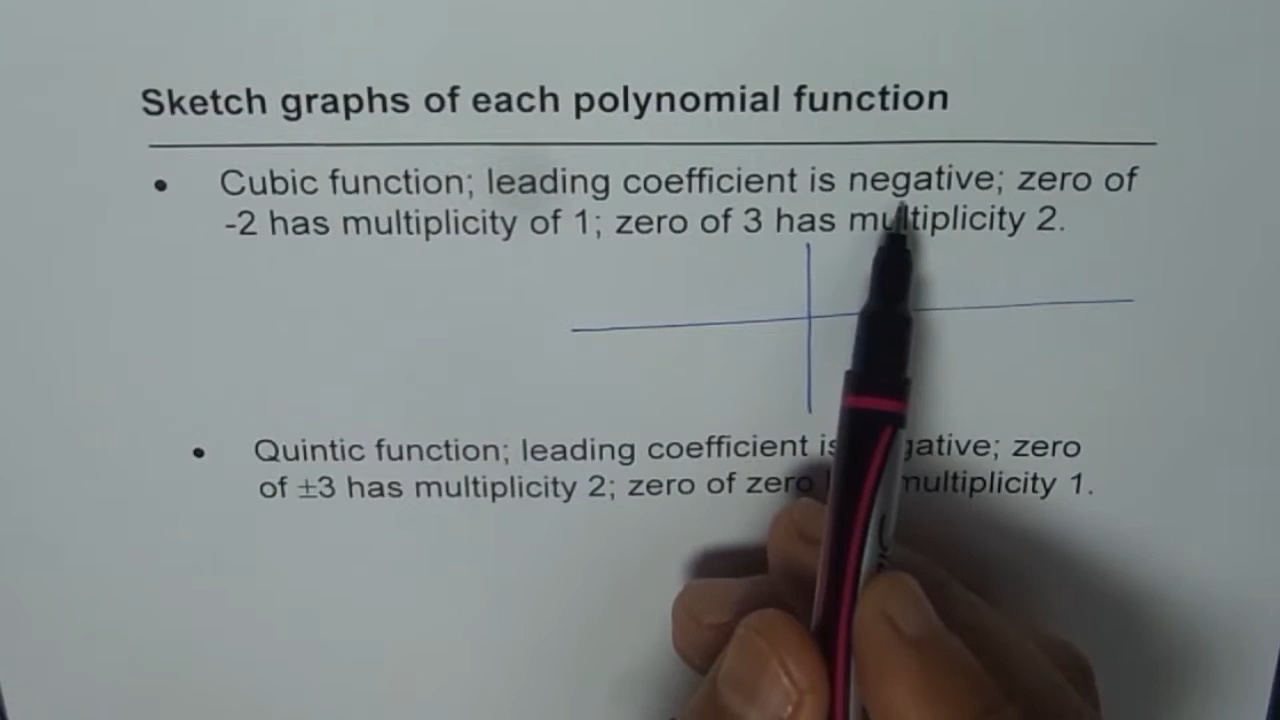 Sketch graphs of each polynomial function
• Cubic function; leading coefficient is negative; zero of
-2 has multiplicity of 1; zero of 3 has multiplicity 2.
• Quintic function; leading coefficient is gative; zero
of ±3 has multiplicity 2; zero of zero multiplicity 1.